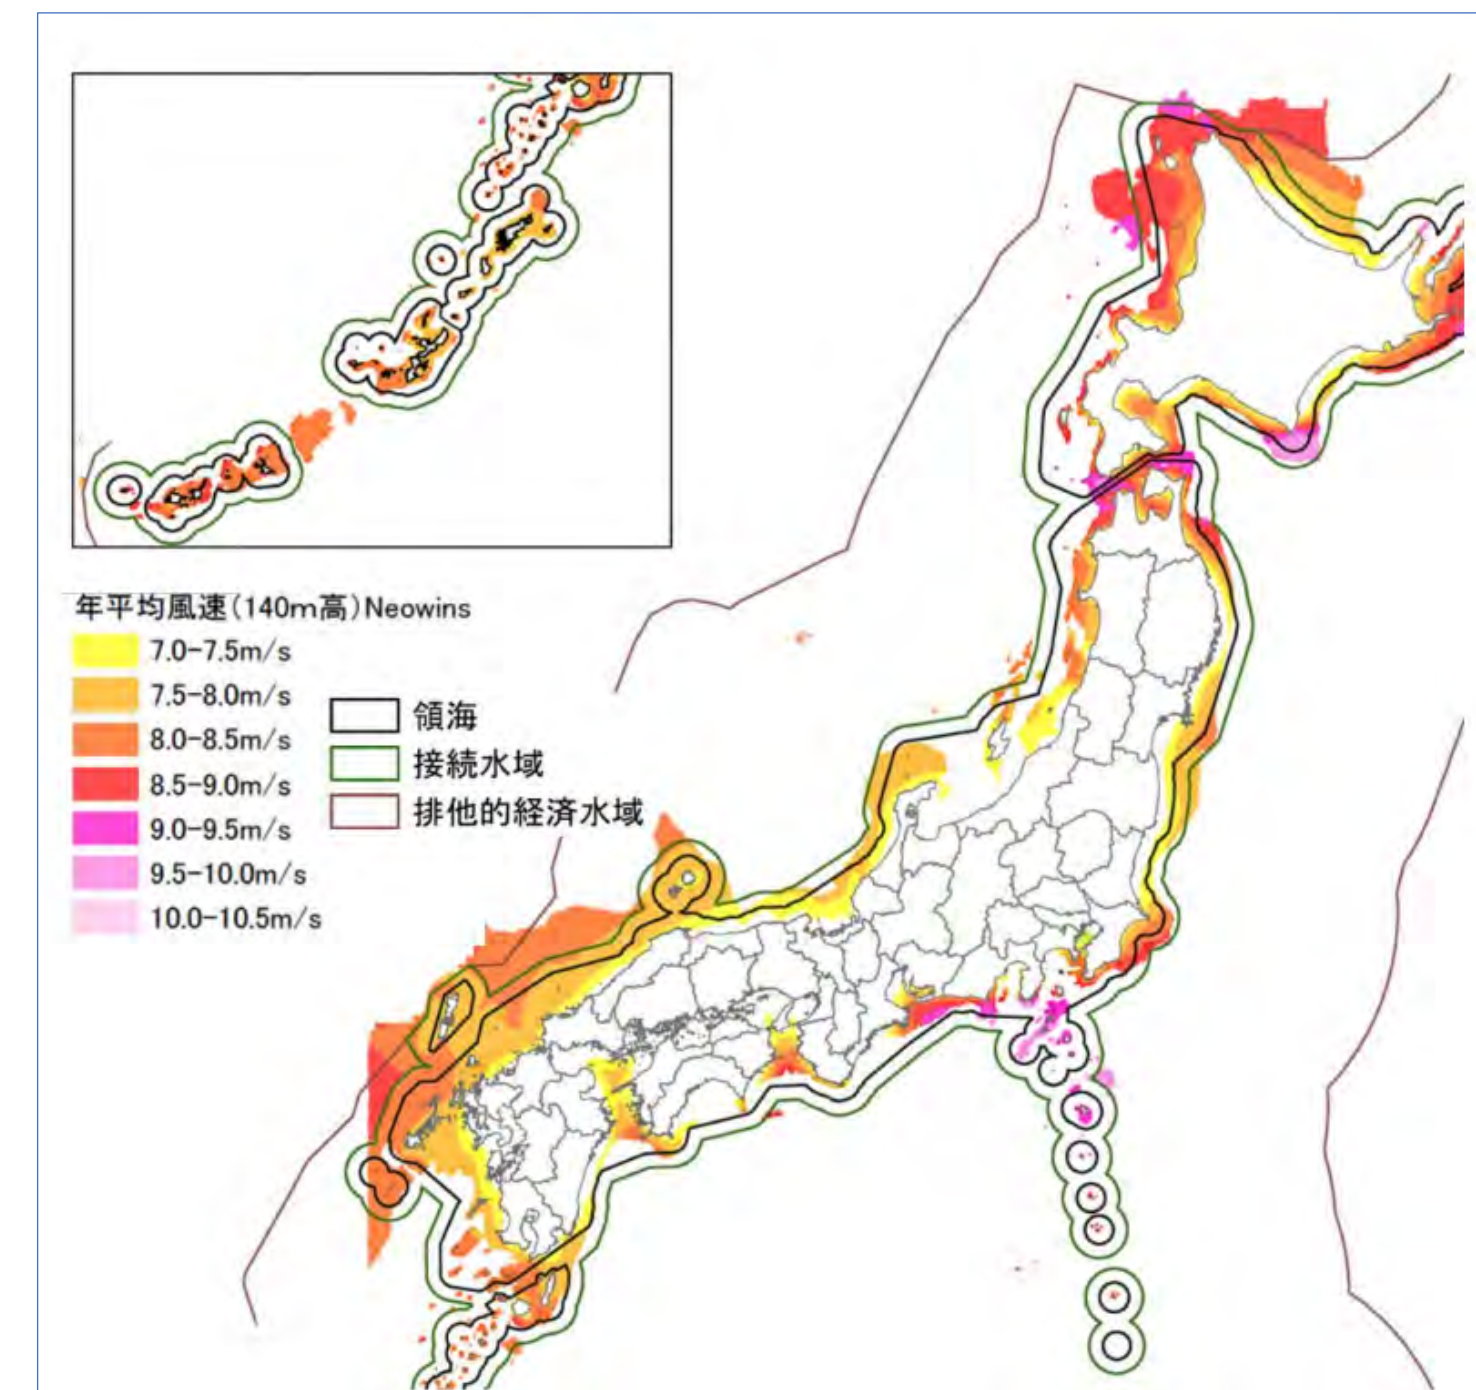 年平均風速(140m高)Neowins
7.0-7.5m/s
7.5-8.0m/s
8.0-8.5m/s
8.5-9.0m/s
9.0-9.5m/s
9.5-10.0m/s
10.0-10.5m/s
領海
接続水域
排他的経済水域